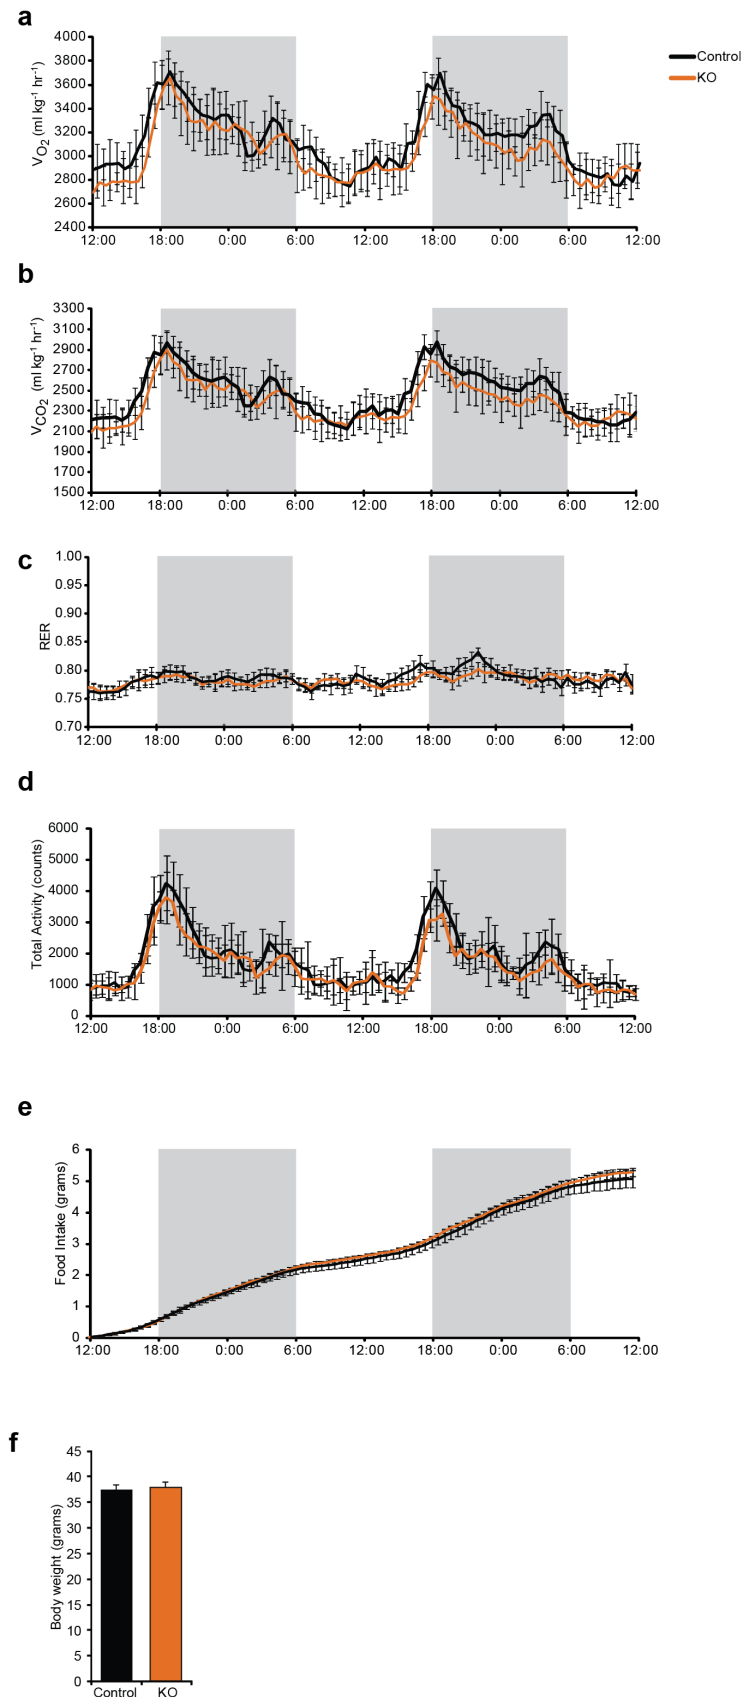 a
4000
3800
3600
3400
3200
3000
2800
2600
2400
VO2 (ml kg-1 hr-1)
12:00 18:00 0:00 6:00 12:00 18:00 0:00 6:00 12:00
Control
KO
b
3300
3100
2900
2700
2500
2300
2100
1900
1700
1500
VCO2 (ml kg-1 hr-1)
12:00 18:00 0:00 6:00 12:00 18:00 0:00 6:00 12:00
c
1.00
0.95
0.90
0.85
0.80
0.75
0.70
RER
12:00 18:00 0:00 6:00 12:00 18:00 0:00 6:00 12:00
d
6000
5000
4000
3000
2000
1000
0
Total Activity (counts)
12:00 18:00 0:00 6:00 12:00 18:00 0:00 6:00 12:00
e
6
5
4
3
2
1
0
Food Intake (grams)
12:00 18:00 0:00 6:00 12:00 18:00 0:00 6:00 12:00
f
45
40
35
30
25
20
15
10
5
0
Body weight (grams)
Control KO